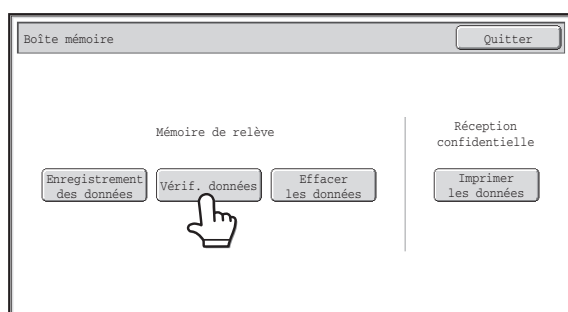 Boîte mémoire
Quitter
Mémoire de relève
Réception
confidentielle
Enregistrement
des données
Vérif. données
Effacer
les données
Imprimer
les données